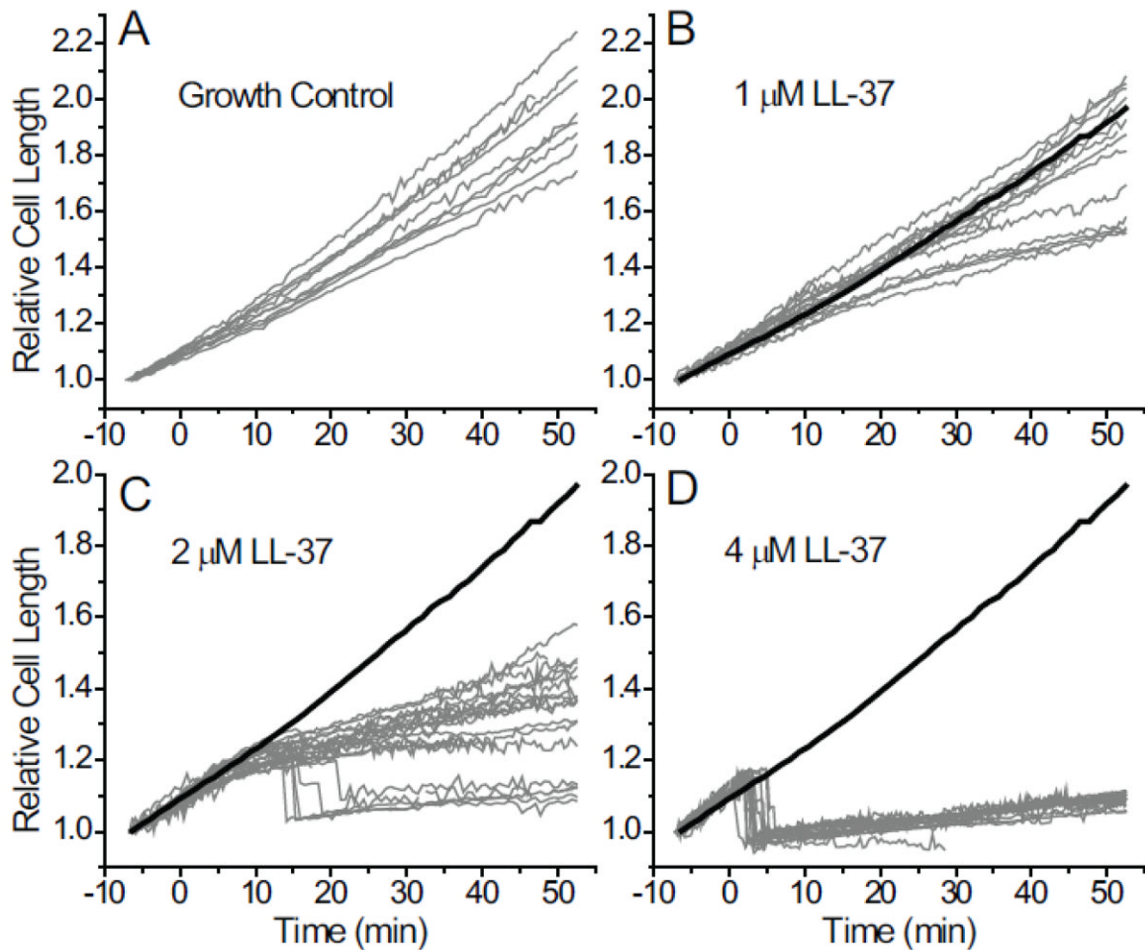 A
B
Growth Control
1 μM LL-37
Relative Cell Length
2.2
2.0
1.8
1.6
1.4
1.2
1.0
2.2
2.0
1.8
1.6
1.4
1.2
1.0
-10 0 10 20 30 40 50
-10 0 10 20 30 40 50
C
D
2 μM LL-37
4 μM LL-37
Relative Cell Length
2.0
1.8
1.6
1.4
1.2
1.0
2.0
1.8
1.6
1.4
1.2
1.0
-10 0 10 20 30 40 50
-10 0 10 20 30 40 50
Time (min)
Time (min)